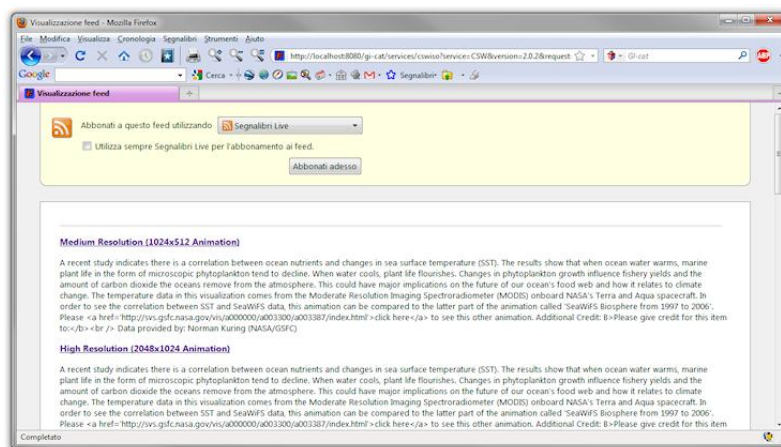 Visualizzazione feed - Mozilla Firefox
File Modifica Visualizza Cronologia Segnalibri Strumenti Aiuto
http://localhost:8080/gi-cat/services/cswiso?service=CSW&version=2.0.2&request GI-cat
Google Cerca Segnalibri
Visualizzazione feed
Abbonati a questo feed utilizzando Segnalibri Live
Utilizza sempre Segnalibri Live per l'abbonamento ai feed.
Abbonati adesso
Medium Resolution (1024x512 Animation)
A recent study indicates there is a correlation between ocean nutrients and changes in sea surface temperature (SST). The results show that when ocean water warms, marine
plant life in the form of microscopic phytoplankton tend to decline. When water cools, plant life flourishes. Changes in phytoplankton growth influence fishery yields and the
amount of carbon dioxide the oceans remove from the atmosphere. This could have major implications on the future of our ocean's food web and how it relates to climate
change. The temperature data in this visualization comes from the Moderate Resolution Imaging Spectroradiometer (MODIS) onboard NASA's Terra and Aqua spacecraft. In
order to see the correlation between SST and SeaWiFS data, this animation can be compared to the latter part of the animation called 'SeaWiFS Biosphere from 1997 to 2006'.
Please <a href='http://svs.gsfc.nasa.gov/vis/a000000/a003300/a003387/index.html'>click here</a> to see this other animation. Additional Credit: B>Please give credit for this item
to:</b><br /> Data provided by: Norman Kuring (NASA/GSFC)
High Resolution (2048x1024 Animation)
A recent study indicates there is a correlation between ocean nutrients and changes in sea surface temperature (SST). The results show that when ocean water warms, marine
plant life in the form of microscopic phytoplankton tend to decline. When water cools, plant life flourishes. Changes in phytoplankton growth influence fishery yields and the
amount of carbon dioxide the oceans remove from the atmosphere. This could have major implications on the future of our ocean's food web and how it relates to climate
change. The temperature data in this visualization comes from the Moderate Resolution Imaging Spectroradiometer (MODIS) onboard NASA's Terra and Aqua spacecraft. In
order to see the correlation between SST and SeaWiFS data, this animation can be compared to the latter part of the animation called 'SeaWiFS Biosphere from 1997 to 2006'.
Please <a href='http://svs.gsfc.nasa.gov/vis/a000000/a003300/a003387/index.html'>click here</a> to see this other animation. Additional Credit: B>Please give credit for this item
Completato